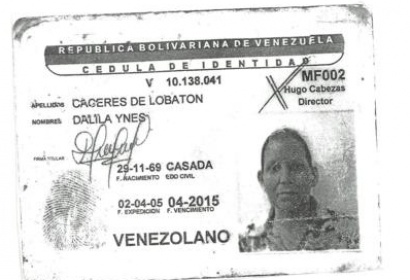 REPUBLICA BOLIVARIANA DE VENEZUELA
CEDULA DE IDENTIDAD
V 10.138.041
MF002
Hugo Cabezas
Director
APELLIDOS CACERES DE LOBATON
NOMBRES DALILA YNES
FIRMA TITULAR
29-11-69 CASADA
F. NACIMIENTO EDO CIVIL
02-04-05 04-2015
F. EXPEDICION F. VENCIMIENTO
VENEZOLANO